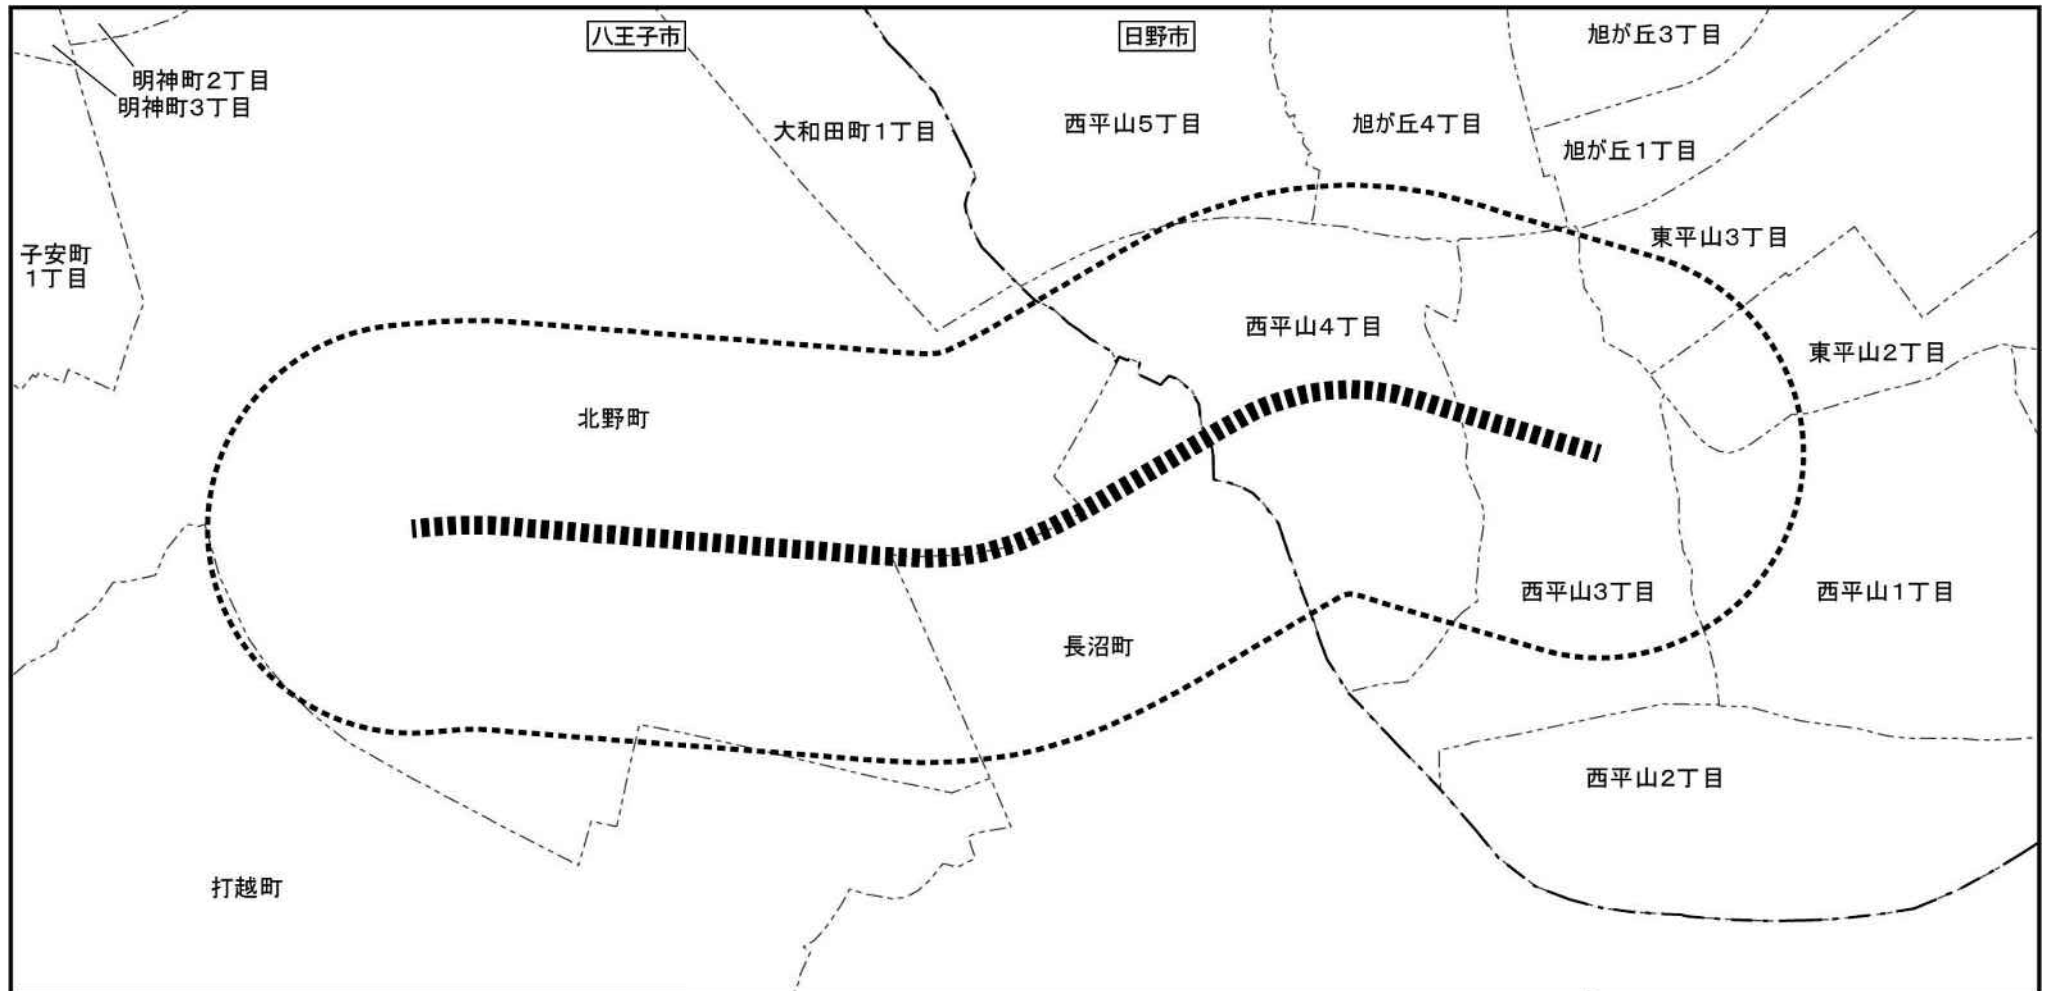 八王子市
日野市
旭が丘3丁目
明神町2丁目
明神町3丁目
大和田町1丁目
西平山5丁目
旭が丘4丁目
旭が丘1丁目
子安町
1丁目
東平山3丁目
西平山4丁目
東平山2丁目
北野町
西平山3丁目
西平山1丁目
長沼町
西平山2丁目
打越町